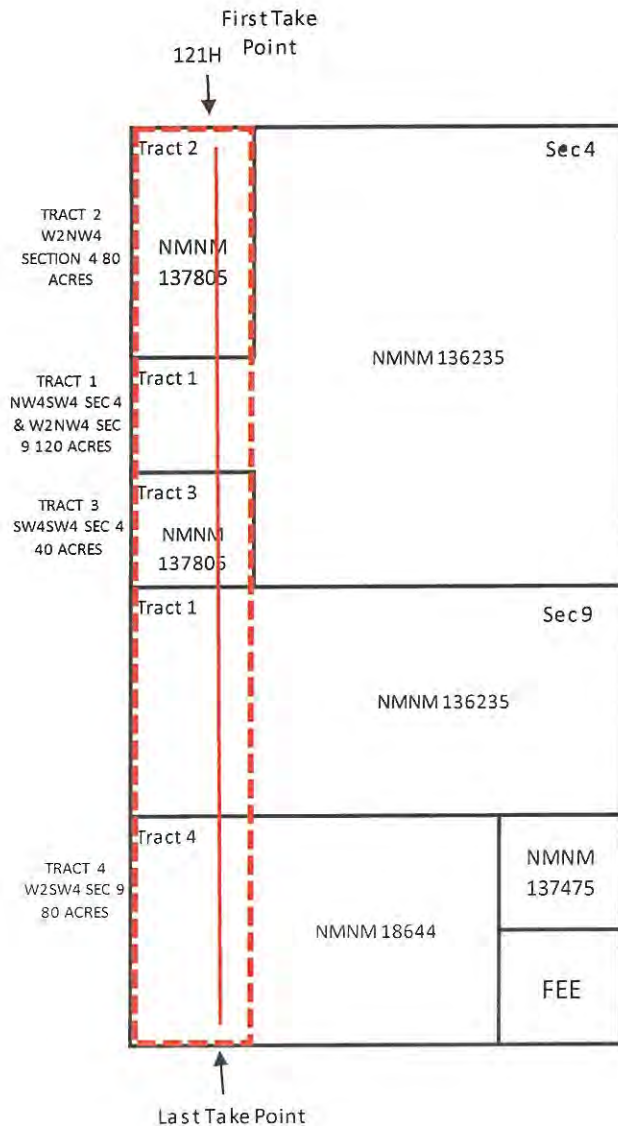 First Take
Point
121H
Tract 2
Sec 4
TRACT 2
W2NW4
SECTION 4 80
ACRES
NMNM
137805
NMNM 136235
TRACT 1
NW4SW4 SEC 4
& W2NW4 SEC
9 120 ACRES
Tract 1
TRACT 3
SW4SW4 SEC 4
40 ACRES
Tract 3
NMNM
137805
Tract 1
Sec 9
NMNM 136235
TRACT 4
W2SW4 SEC 9
80 ACRES
Tract 4
NMNM 18644
NMNM
137475
FEE
Last Take Point